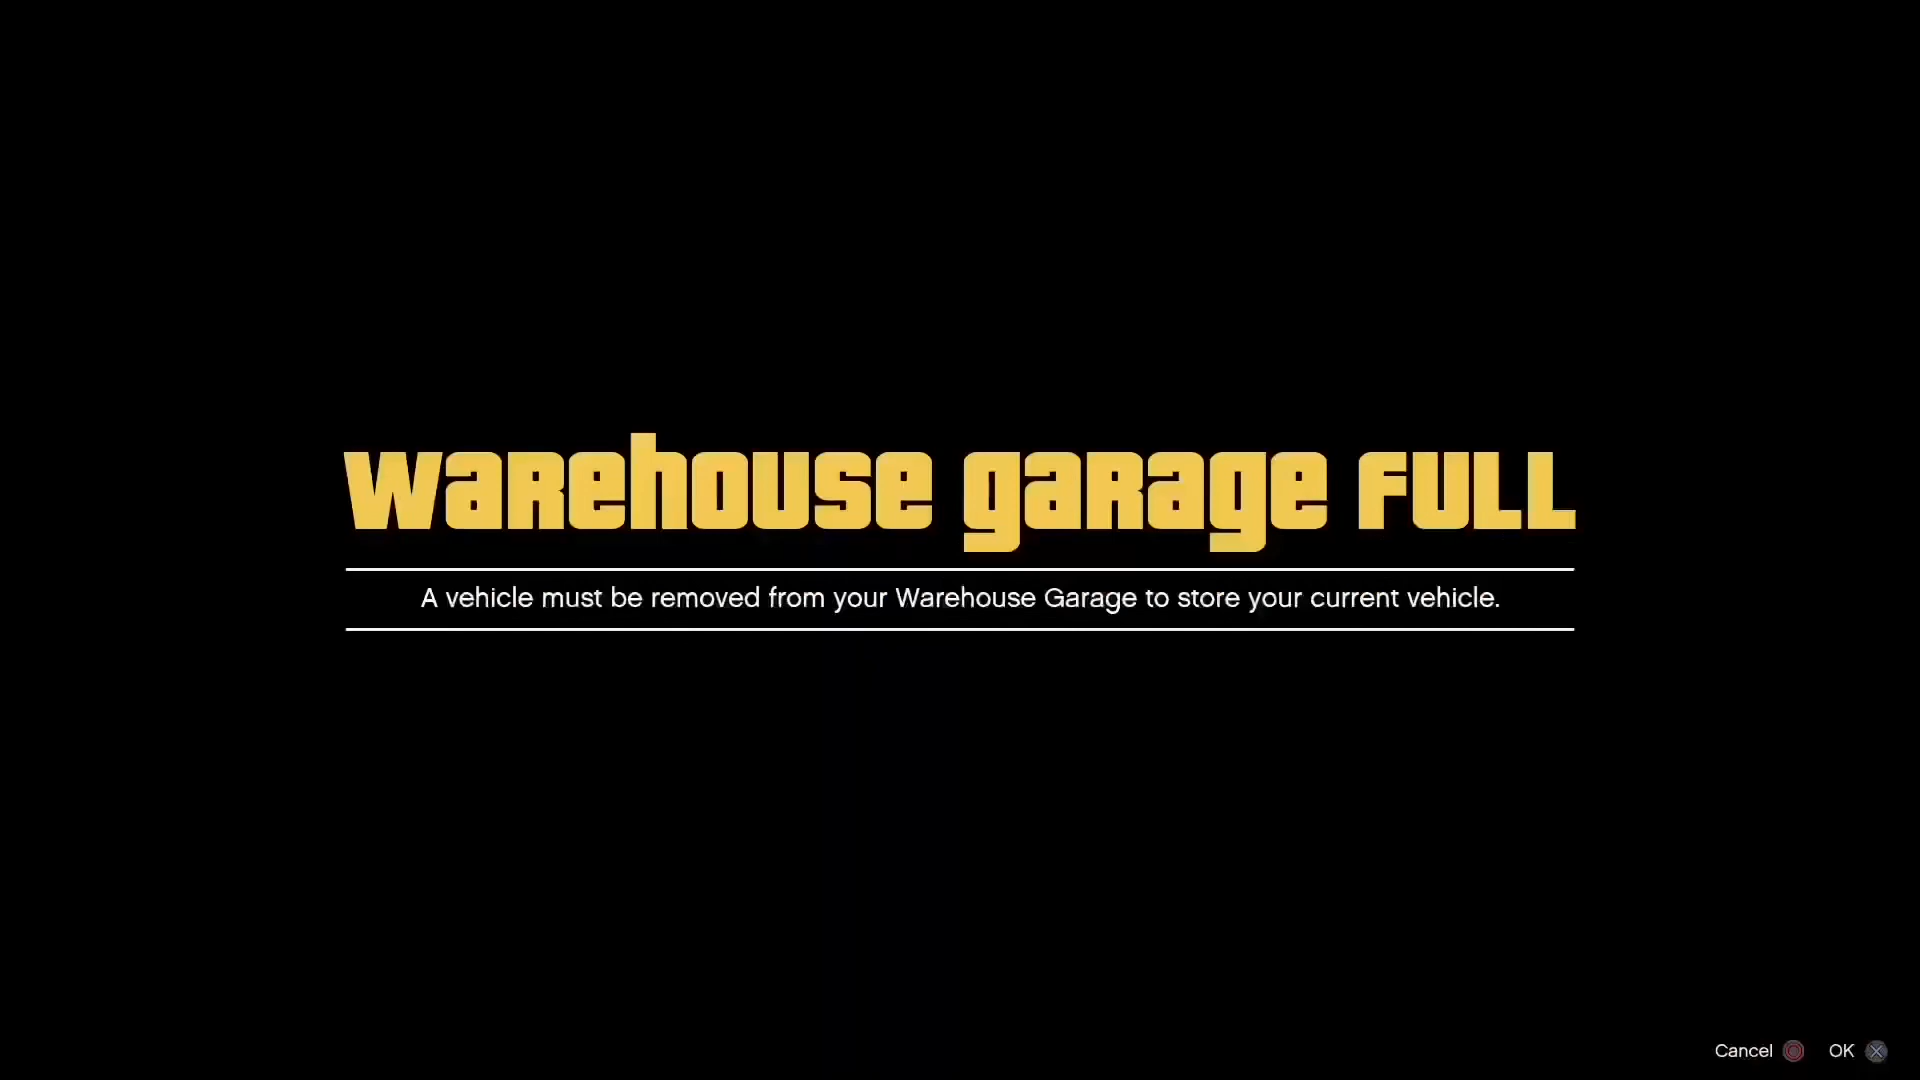 warehouse garage FULL
A vehicle must be removed from your Warehouse Garage to store your current vehicle.
Cancel OK